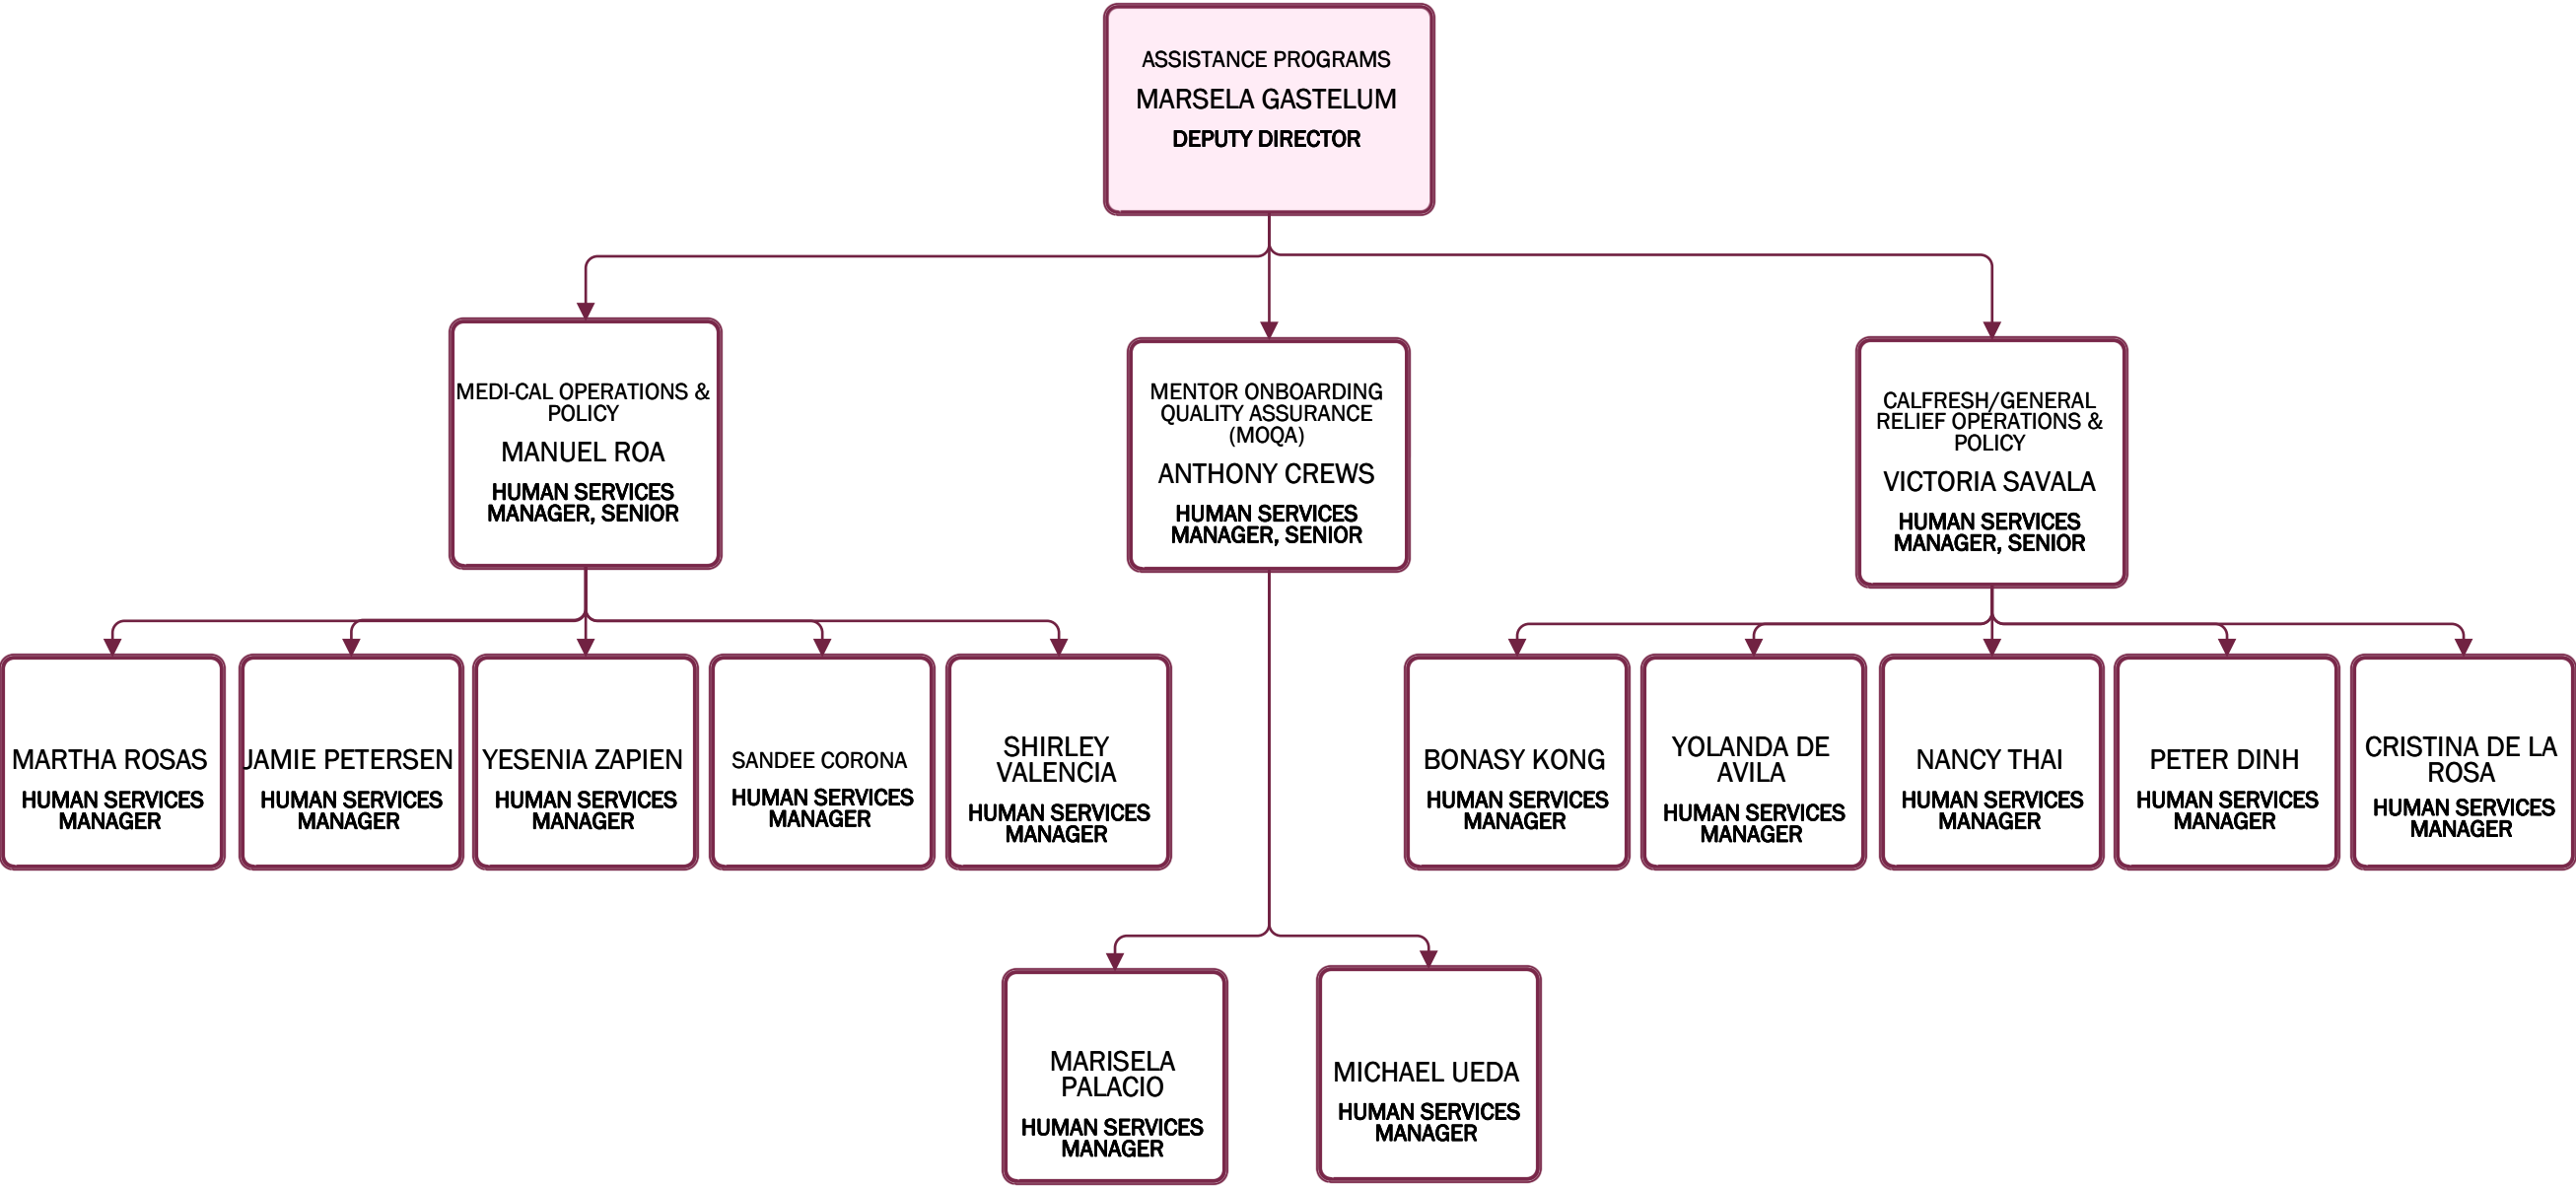 ASSISTANCE PROGRAMS
MARSELA GASTELUM
DEPUTY DIRECTOR
MEDI-CAL OPERATIONS &
POLICY
MANUEL ROA
HUMAN SERVICES
MANAGER, SENIOR
MENTOR ONBOARDING
QUALITY ASSURANCE
(MOQA)
ANTHONY CREWS
HUMAN SERVICES
MANAGER, SENIOR
CALFRESH/GENERAL
RELIEF OPERATIONS &
POLICY
VICTORIA SAVALA
HUMAN SERVICES
MANAGER, SENIOR
MARTHA ROSAS
HUMAN SERVICES
MANAGER
JAMIE PETERSEN
HUMAN SERVICES
MANAGER
YESENIA ZAPIEN
HUMAN SERVICES
MANAGER
SANDEE CORONA
HUMAN SERVICES
MANAGER
SHIRLEY
VALENCIA
HUMAN SERVICES
MANAGER
BONASY KONG
HUMAN SERVICES
MANAGER
YOLANDA DE
AVILA
HUMAN SERVICES
MANAGER
NANCY THAI
HUMAN SERVICES
MANAGER
PETER DINH
HUMAN SERVICES
MANAGER
CRISTINA DE LA
ROSA
HUMAN SERVICES
MANAGER
MARISELA
PALACIO
HUMAN SERVICES
MANAGER
MICHAEL UEDA
HUMAN SERVICES
MANAGER